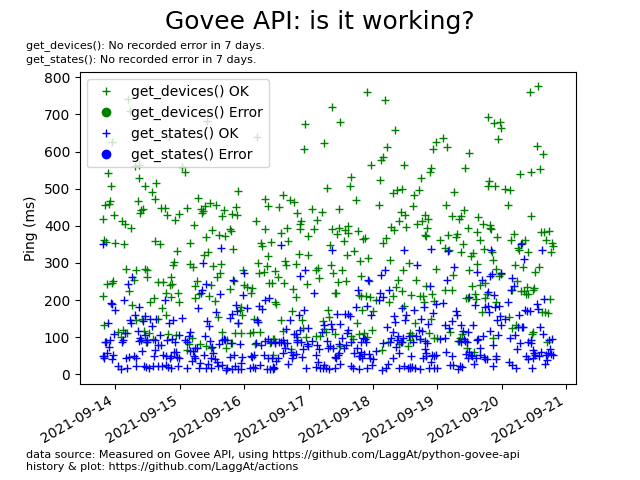 Govee API: is it working?
get_devices(): No recorded error in 7 days.
get_states(): No recorded error in 7 days.
800
700
600
500
400
300
200
100
0
Ping (ms)
get_devices() OK
get_devices() Error
get_states() OK
get_states() Error
2021-09-14
2021-09-15
2021-09-16
2021-09-17
2021-09-18
2021-09-19
2021-09-20
2021-09-21
data source: Measured on Govee API, using https://github.com/LaggAt/python-govee-api
history & plot: https://github.com/LaggAt/actions